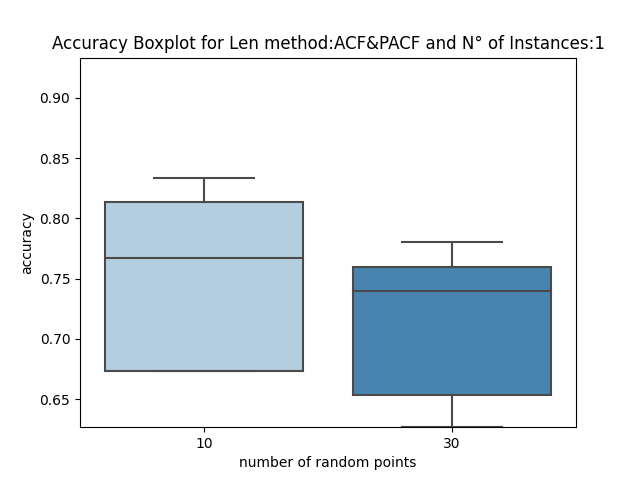 Accuracy Boxplot for Len method:ACF&PACF and N° of Instances:1
0.90
0.85
0.80
0.75
0.70
0.65
accuracy
10
30
number of random points